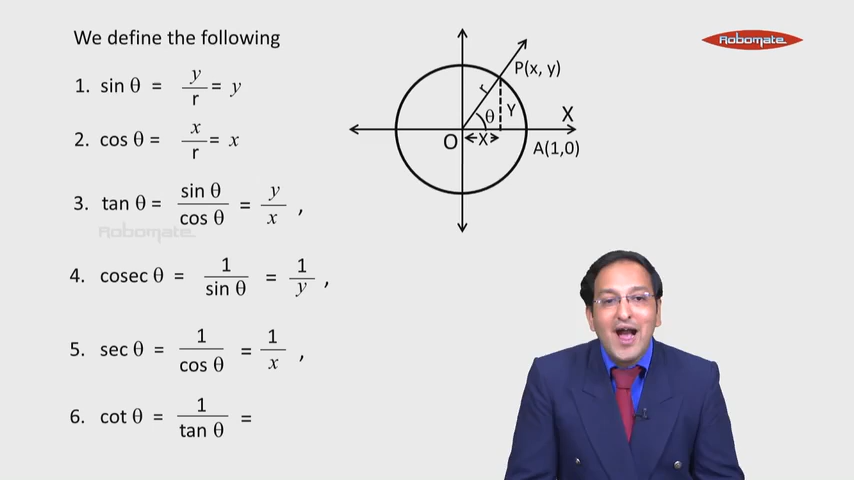 We define the following
1. sin θ = y/r = y
2. cos θ = x/r = x
3. tan θ = sin θ/cos θ = y/x ,
4. cosec θ = 1/sin θ = 1/y ,
5. sec θ = 1/cos θ = 1/x ,
6. cot θ = 1/tan θ =
P(x, y)
r
θ
Y
X
O
X
A(1,0)
Robomate
Robomate